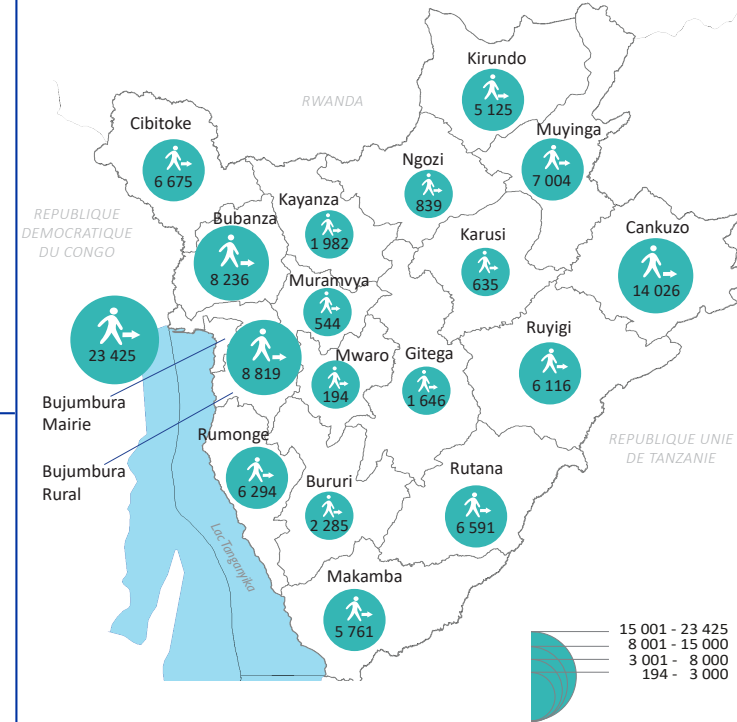 Kirundo
5 125
RWANDA
Cibitoke
6 675
Muyinga
7 004
Ngozi
839
Kayanza
1 982
REPUBLIQUE
DEMOCRATIQUE
DU CONGO
Bubanza
8 236
Karusi
635
Cankuzo
14 026
Muramvya
544
23 425
8 819
Mwaro
194
Gitega
1 646
Ruyigi
6 116
Bujumbura
Mairie
Bujumbura
Rural
REPUBLIQUE UNIE
DE TANZANIE
Rumonge
6 294
Bururi
2 285
Rutana
6 591
Lac Tanganyika
Makamba
5 761
15 001 - 23 425
8 001 - 15 000
3 001 - 8 000
194 - 3 000